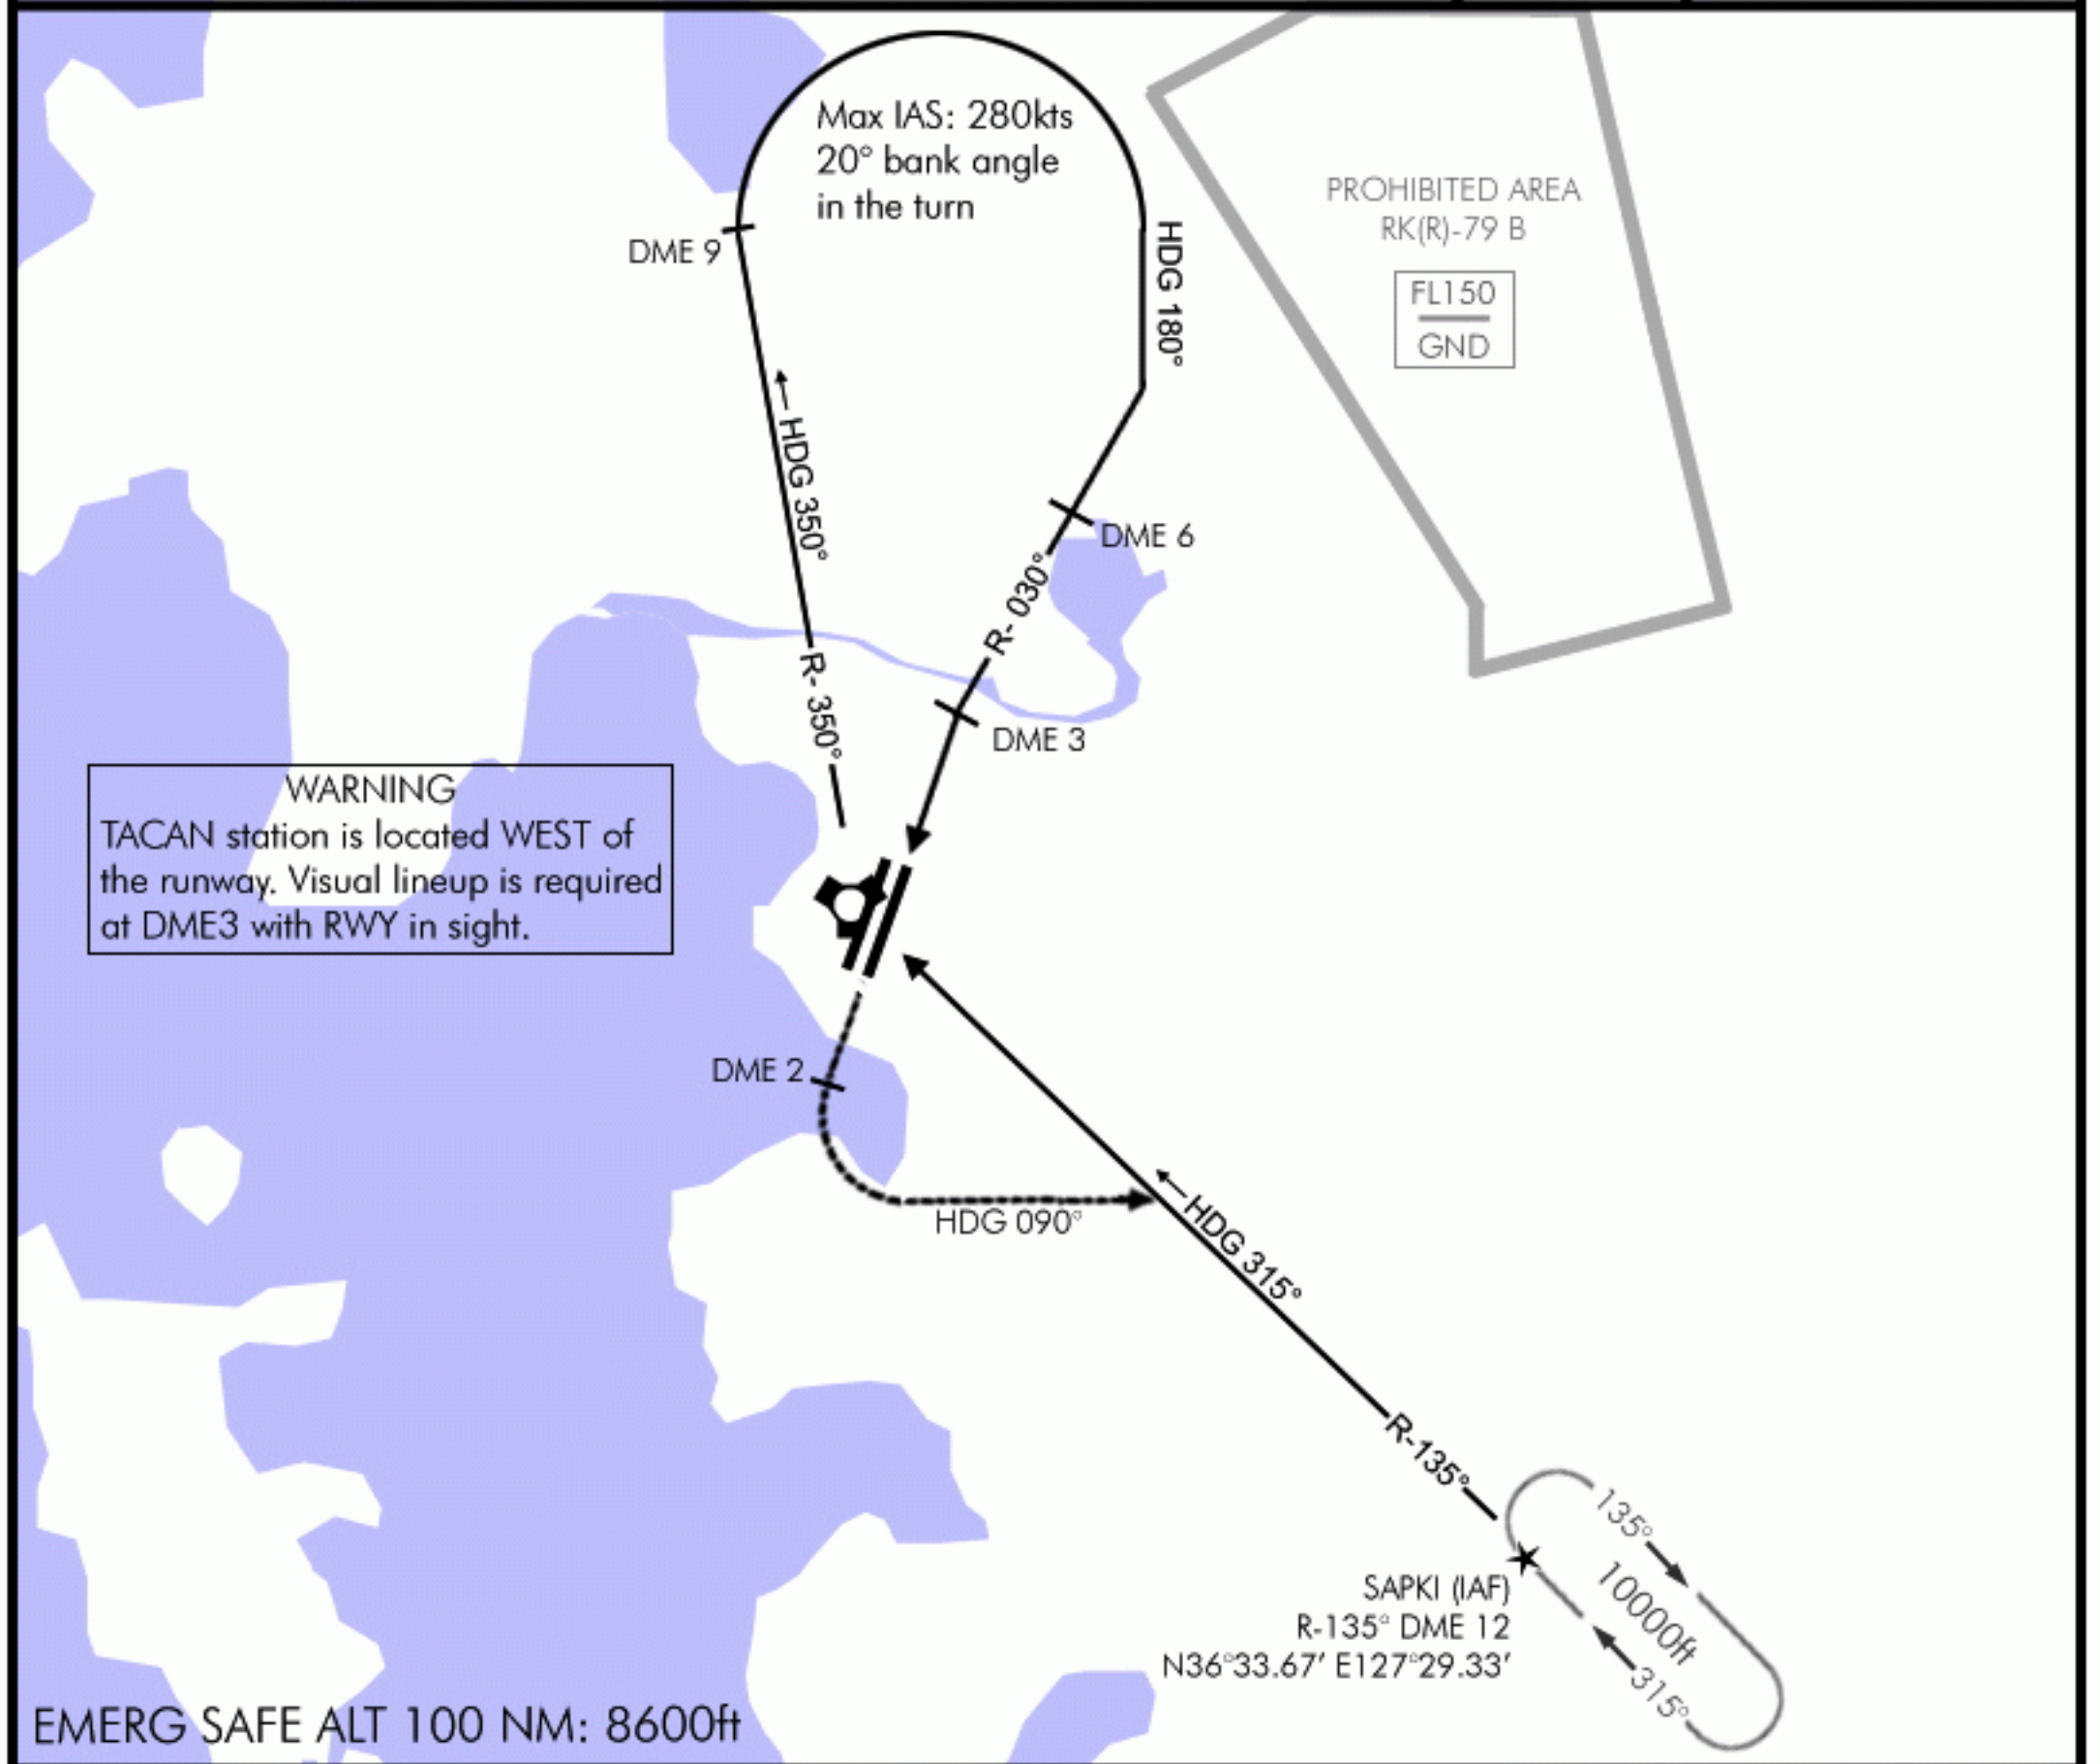 Max IAS: 280kts
20° bank angle
in the turn
PROHIBITED AREA
RK(R)-79 B
FL150
GND
DME 9
HDG 180°
HDG 350°
DME 6
R- 030°
R- 350°
DME 3
WARNING
TACAN station is located WEST of
the runway. Visual lineup is required
at DME3 with RWY in sight.
DME 2
HDG 090°
HDG 315°
R-135°
135°
10000ft
315°
SAPKI (IAF)
R-135° DME 12
N36°33.67' E127°29.33'
EMERG SAFE ALT 100 NM: 8600ft